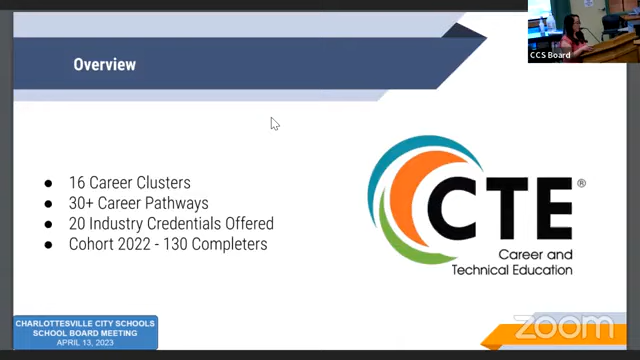 Overview
CCS Board
● 16 Career Clusters
● 30+ Career Pathways
● 20 Industry Credentials Offered
● Cohort 2022 - 130 Completers
CTE®
Career and
Technical Education
CHARLOTTESVILLE CITY SCHOOLS
SCHOOL BOARD MEETING
APRIL 13, 2023
zoom